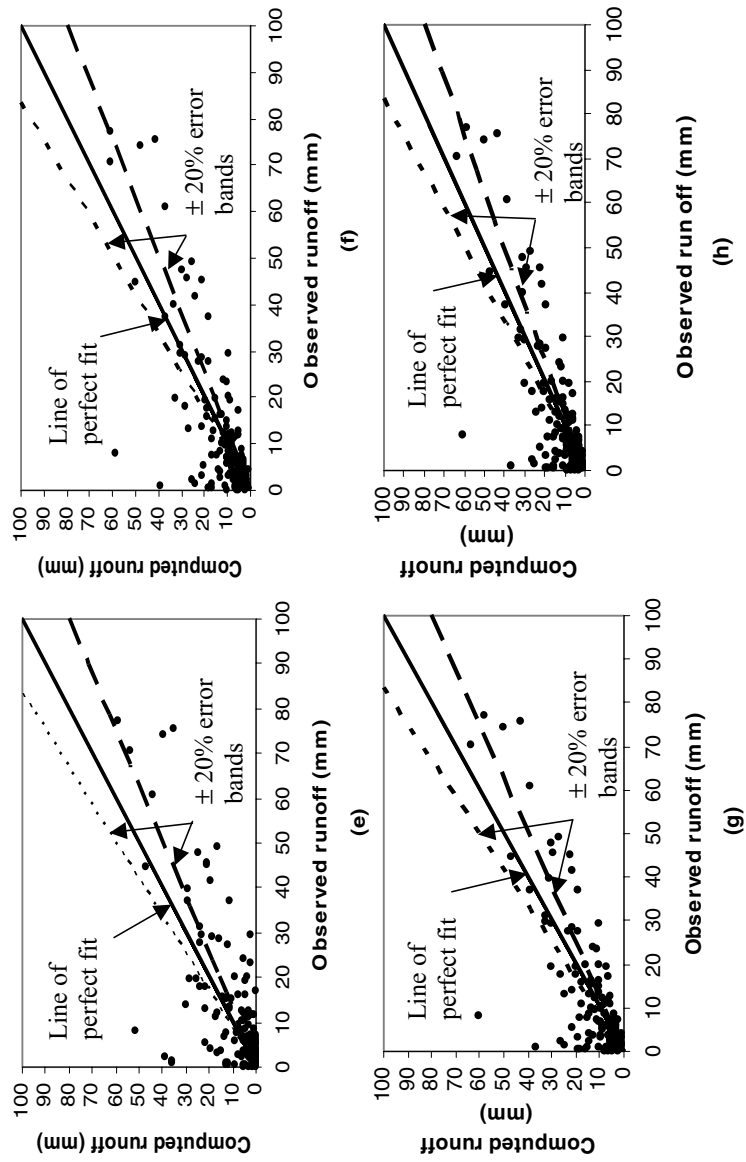 100
90
80
70
60
50
40
30
20
10
0
Computed runoff (mm)
Line of
perfect fit
± 20% error
bands
0 10 20 30 40 50 60 70 80 90 100
Observed runoff (mm)
(e)
100
90
80
70
60
50
40
30
20
10
0
Computed runoff (mm)
Line of
perfect fit
± 20% error
bands
0 10 20 30 40 50 60 70 80 90 100
Observed runoff (mm)
(f)
100
90
80
70
60
50
40
30
20
10
0
Computed runoff
(mm)
Line of
perfect fit
± 20% error
bands
0 10 20 30 40 50 60 70 80 90 100
Observed runoff (mm)
(g)
100
90
80
70
60
50
40
30
20
10
0
Computed runoff
(mm)
Line of
perfect fit
± 20% error
bands
0 10 20 30 40 50 60 70 80 90 100
Observed run off (mm)
(h)